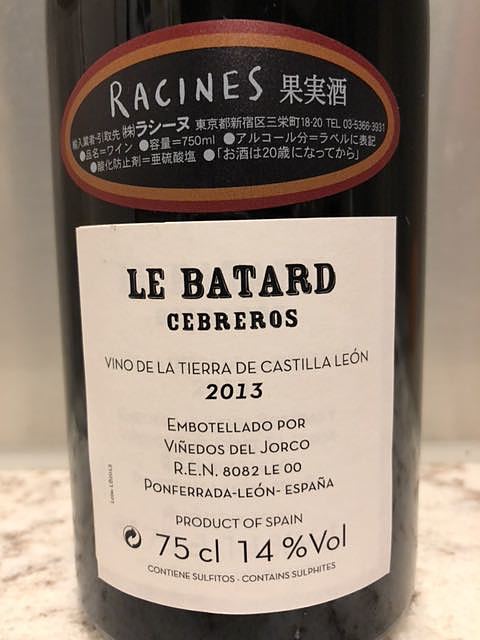 RACINES 果実酒
輸入業者・引取先 ㈱ラシーヌ 東京都新宿区三栄町18-20 TEL 03-5366-3931
●品名=ワイン ●容量=750ml ●アルコール分=ラベルに表記
●酸化防止剤=亜硫酸塩 ●「お酒は20歳になってから」
LE BATARD
CEBREROS
VINO DE LA TIERRA DE CASTILLA LEÓN
2013
EMBOTELLADO POR
VIÑEDOS DEL JORCO
R.E.N. 8082 LE 00
PONFERRADA-LEÓN- ESPAÑA
PRODUCT OF SPAIN
75 cl 14 %Vol
CONTIENE SULFITOS - CONTAINS SULPHITES